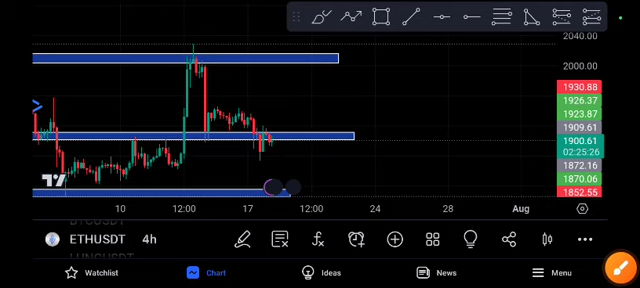 2040.00
2000.00
1930.88
1926.37
1923.87
1909.61
1900.61
02:25:26
1872.16
1870.06
1852.55
10 12:00 17 12:00 24 28 Aug
BTCUSDT
ETHUSDT 4h
LUNCUSDT
Watchlist Chart Ideas News Menu